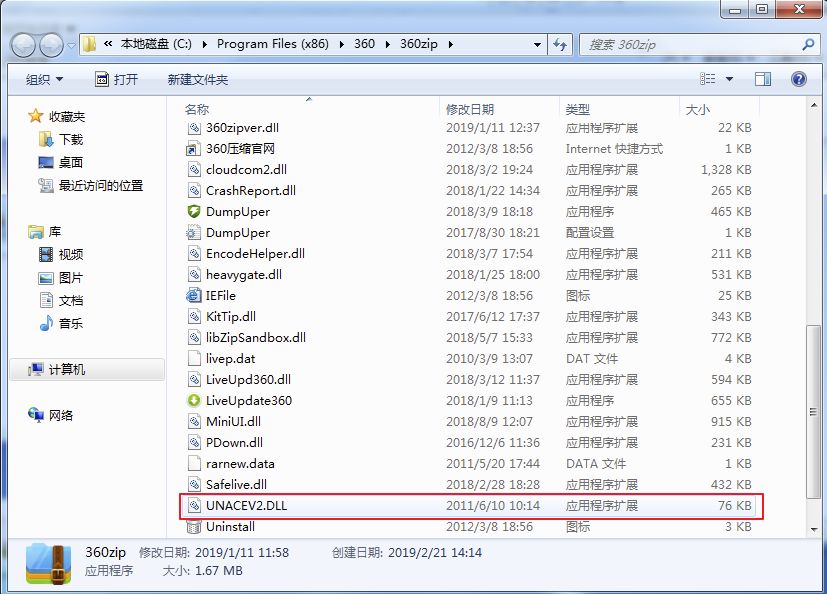 « 本地磁盘 (C:) ▸ Program Files (x86) ▸ 360 ▸ 360zip ▸ 搜索 360zip
组织 打开 新建文件夹
收藏夹
下载
桌面
最近访问的位置
库
视频
图片
文档
音乐
计算机
网络
名称 修改日期 类型 大小
360zipver.dll 2019/1/11 12:37 应用程序扩展 22 KB
360压缩官网 2012/3/8 18:56 Internet 快捷方式 1 KB
cloudcom2.dll 2018/3/2 19:24 应用程序扩展 1,328 KB
CrashReport.dll 2018/1/22 14:34 应用程序扩展 265 KB
DumpUper 2018/3/9 18:18 应用程序 465 KB
DumpUper 2017/8/30 18:21 配置设置 1 KB
EncodeHelper.dll 2018/3/7 17:54 应用程序扩展 211 KB
heavygate.dll 2018/1/25 18:00 应用程序扩展 531 KB
IEFile 2012/3/8 18:56 图标 25 KB
KitTip.dll 2017/6/12 17:37 应用程序扩展 343 KB
libZipSandbox.dll 2018/5/7 15:33 应用程序扩展 772 KB
livep.dat 2010/3/9 13:07 DAT 文件 4 KB
LiveUpd360.dll 2018/3/12 11:37 应用程序扩展 594 KB
LiveUpdate360 2018/1/9 11:13 应用程序 655 KB
MiniUI.dll 2018/8/9 12:07 应用程序扩展 915 KB
PDown.dll 2016/12/6 11:36 应用程序扩展 231 KB
rarnew.data 2011/5/20 17:44 DATA 文件 1 KB
Safelive.dll 2018/2/28 18:28 应用程序扩展 432 KB
UNACEV2.DLL 2011/6/10 10:14 应用程序扩展 76 KB
Uninstall 2012/3/8 18:56 图标 3 KB
360zip 修改日期: 2019/1/11 11:58 创建日期: 2019/2/21 14:14
应用程序 大小: 1.67 MB